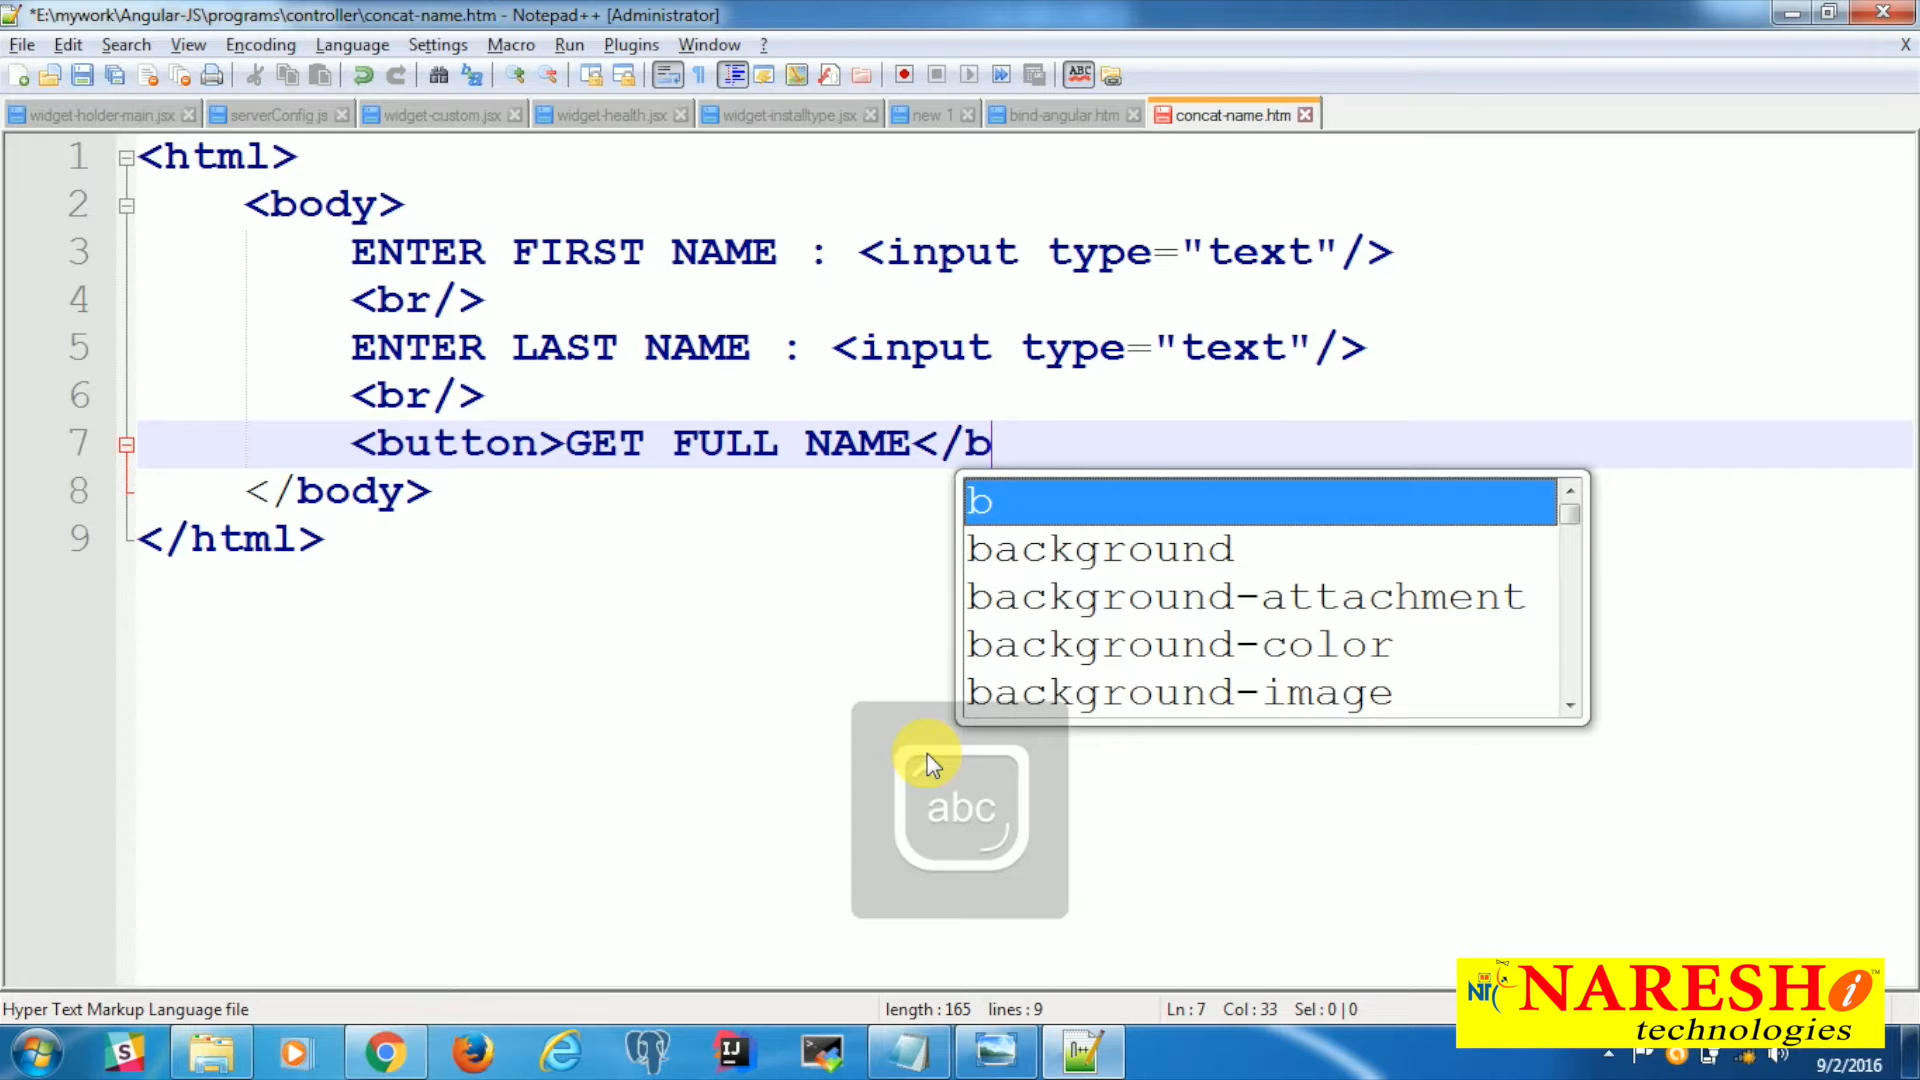 *E:\mywork\Angular-JS\programs\controller\concat-name.htm - Notepad++ [Administrator]
File Edit Search View Encoding Language Settings Macro Run Plugins Window ? X
ABC
widget-holder-main.jsx serverConfig.js widget-custom.jsx widget-health.jsx widget-installtype.jsx new 1 bind-angular.htm concat-name.htm
1 <html>
2 <body>
3 ENTER FIRST NAME : <input type="text"/>
4 <br/>
5 ENTER LAST NAME : <input type="text"/>
6 <br/>
7 <button>GET FULL NAME</b
8 </body>
9 </html>
b
background
background-attachment
background-color
background-image
abc
Hyper Text Markup Language file length : 165 lines : 9 Ln : 7 Col : 33 Sel : 0 | 0
NARESH i
technologies
9/2/2016